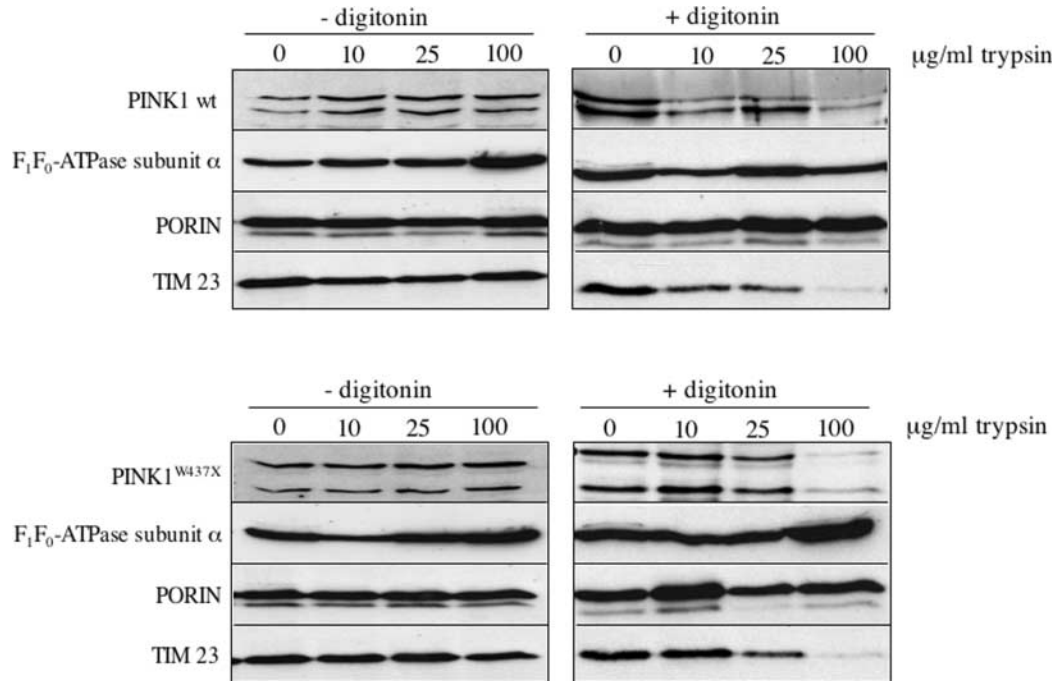 - digitonin + digitonin
0 10 25 100 0 10 25 100 μg/ml trypsin
PINK1 wt
F₁F₀-ATPase subunit α
PORIN
TIM 23
- digitonin + digitonin
0 10 25 100 0 10 25 100 μg/ml trypsin
PINK1ᵂ⁴³⁷ˣ
F₁F₀-ATPase subunit α
PORIN
TIM 23